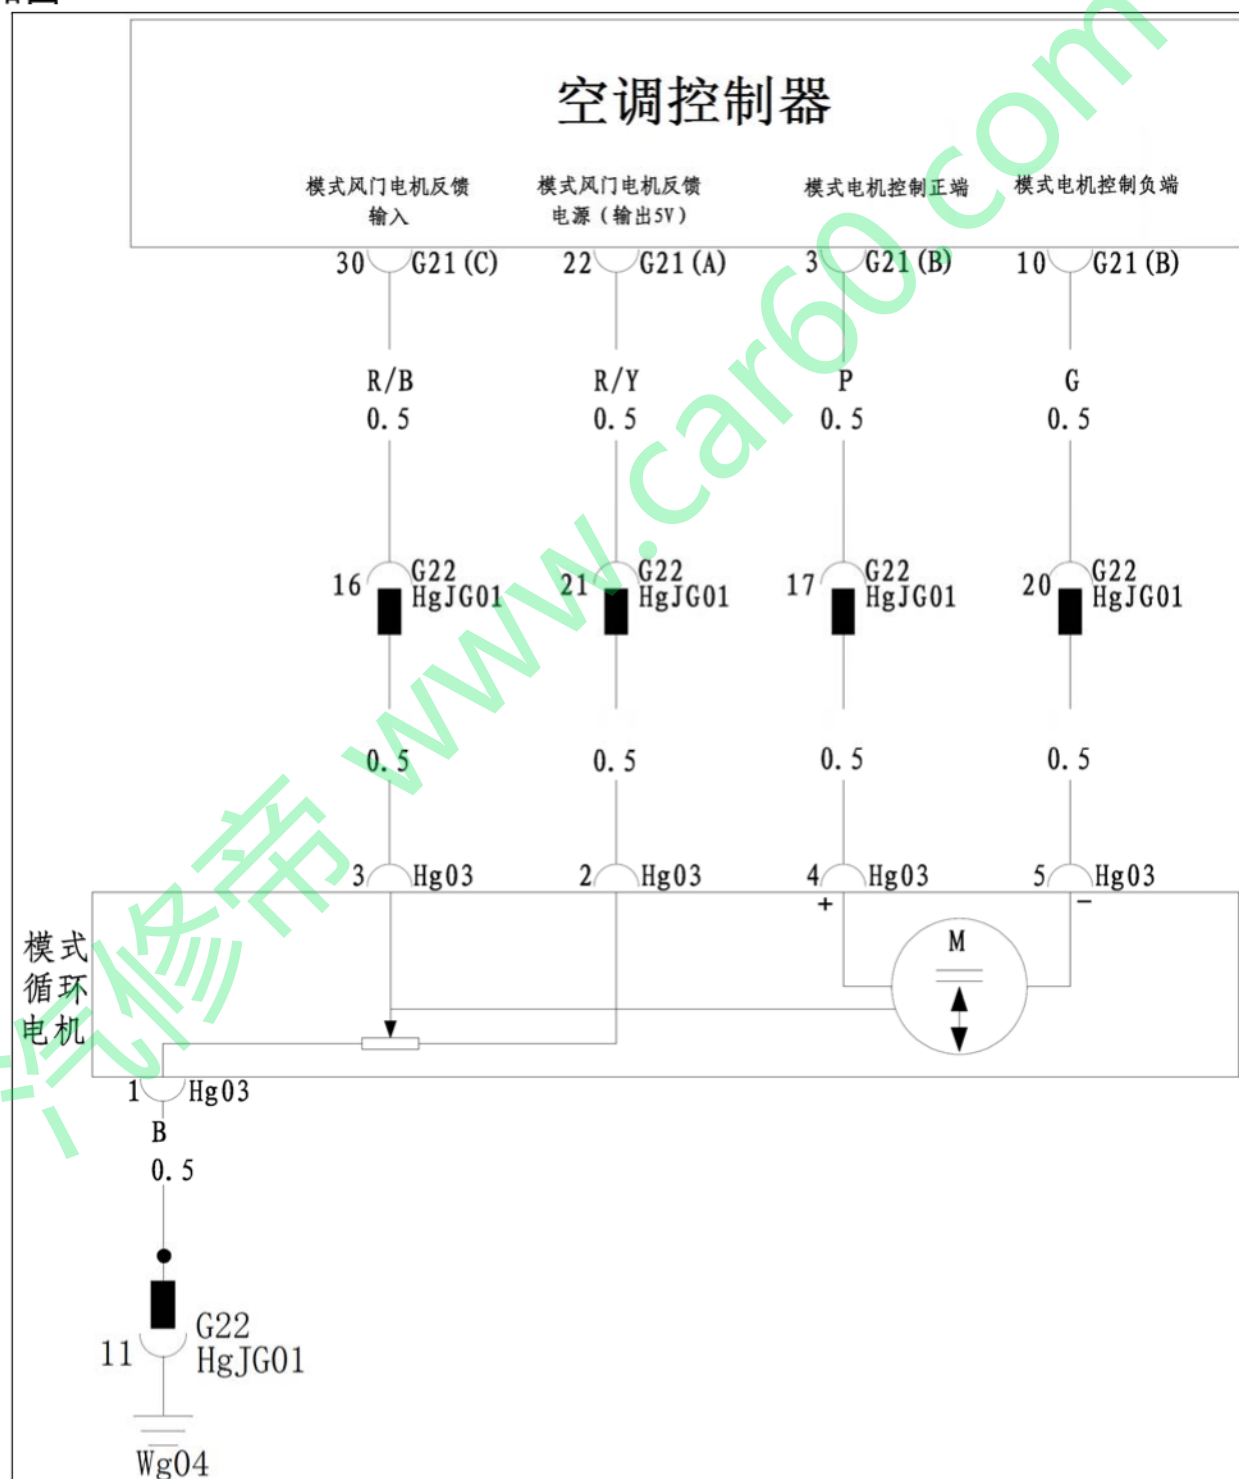 空调控制器
模式风门电机反馈
输入
模式风门电机反馈
电源（输出5V）
模式电机控制正端
模式电机控制负端
30 G21(C)
22 G21(A)
3 G21(B)
10 G21(B)
R/B
R/Y
P
G
0.5
0.5
0.5
0.5
16 G22
HgJG01
21 G22
HgJG01
17 G22
HgJG01
20 G22
HgJG01
0.5
0.5
0.5
0.5
3 Hg03
2 Hg03
4 Hg03
5 Hg03
+
-
M
模式
循环
电机
1 Hg03
B
0.5
G22
11 HgJG01
Wg04
汽修帝 www.car60.com